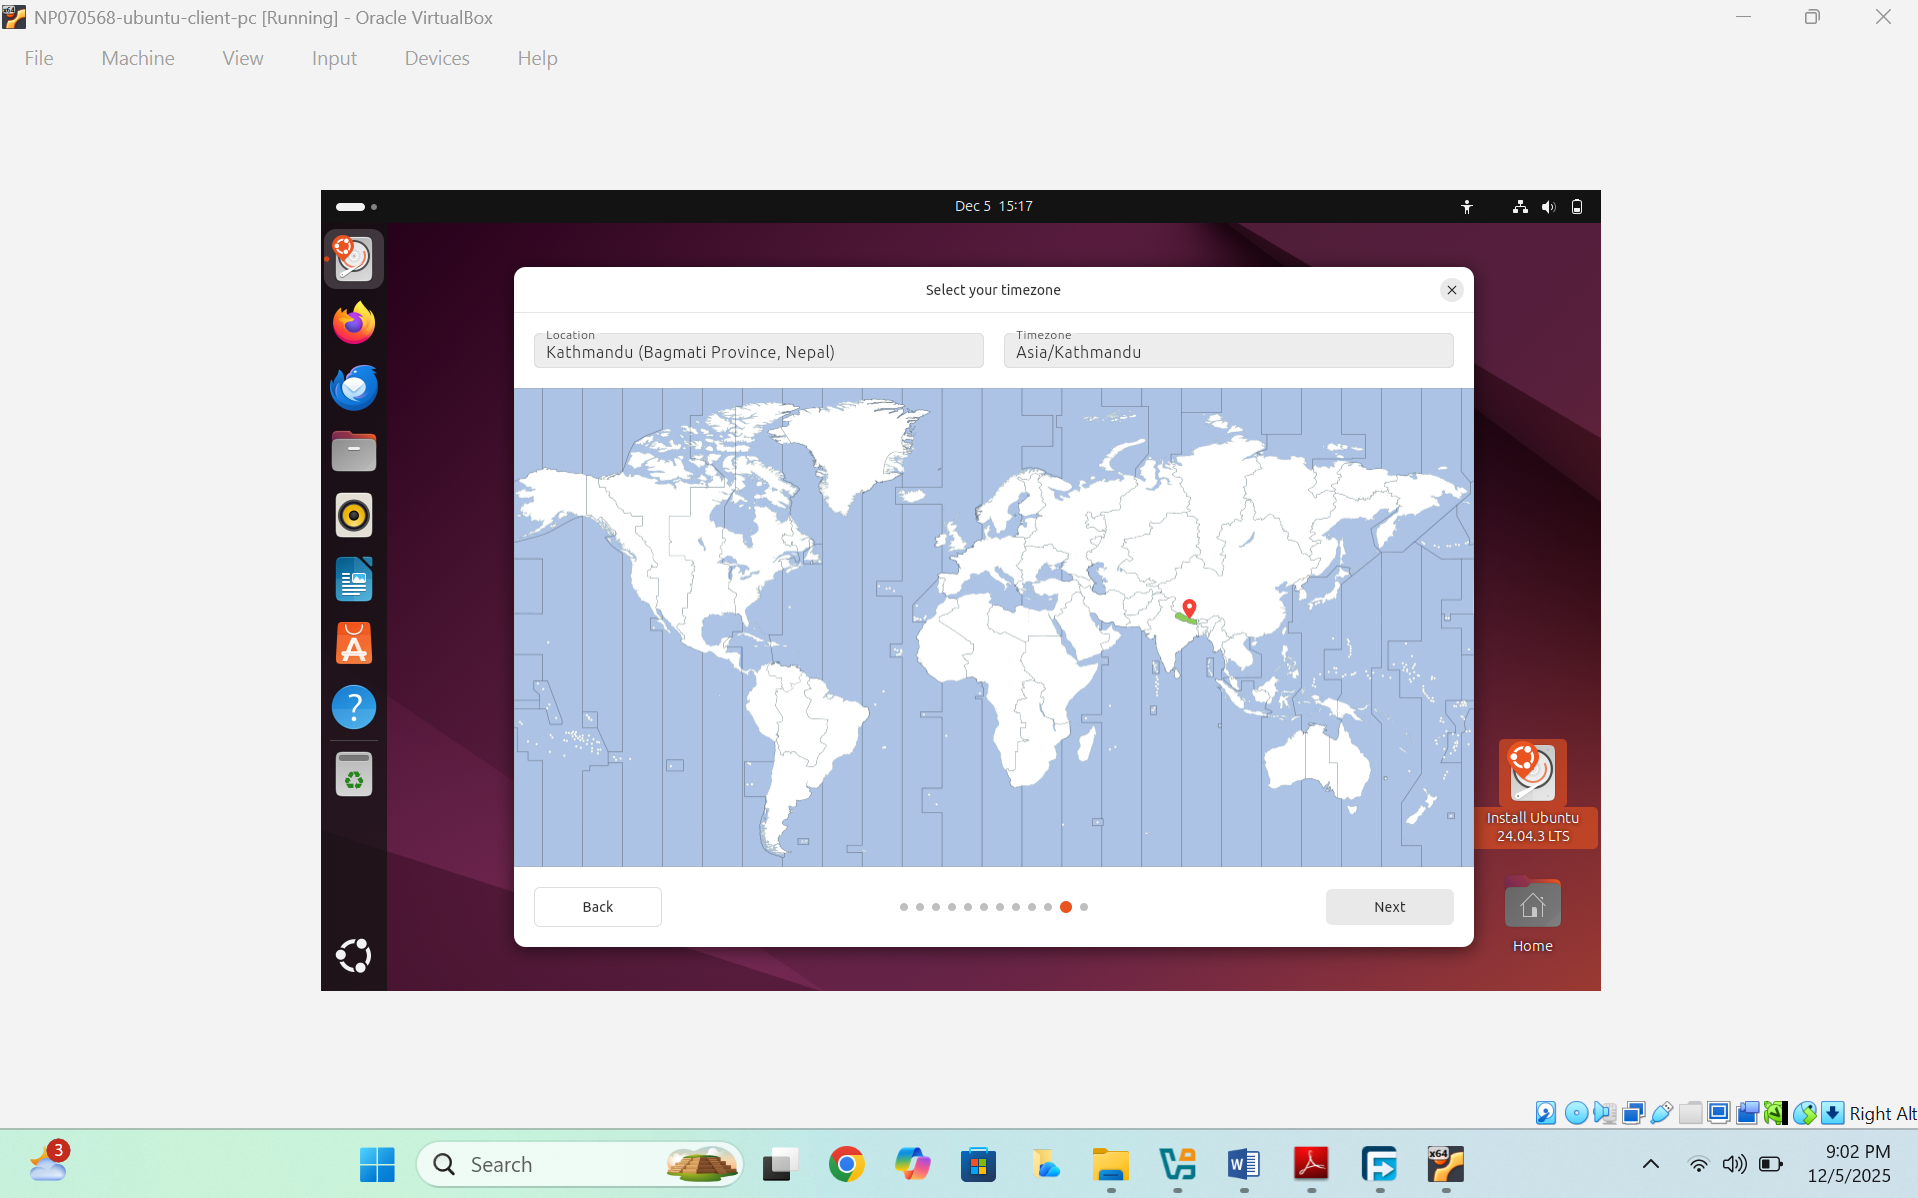 NP070568-ubuntu-client-pc [Running] - Oracle VirtualBox
File Machine View Input Devices Help
Dec 5 15:17
Select your timezone
Location
Kathmandu (Bagmati Province, Nepal)
Timezone
Asia/Kathmandu
Install Ubuntu
24.04.3 LTS
Back
Next
Home
Right Alt
3
Search
x64
9:02 PM
12/5/2025